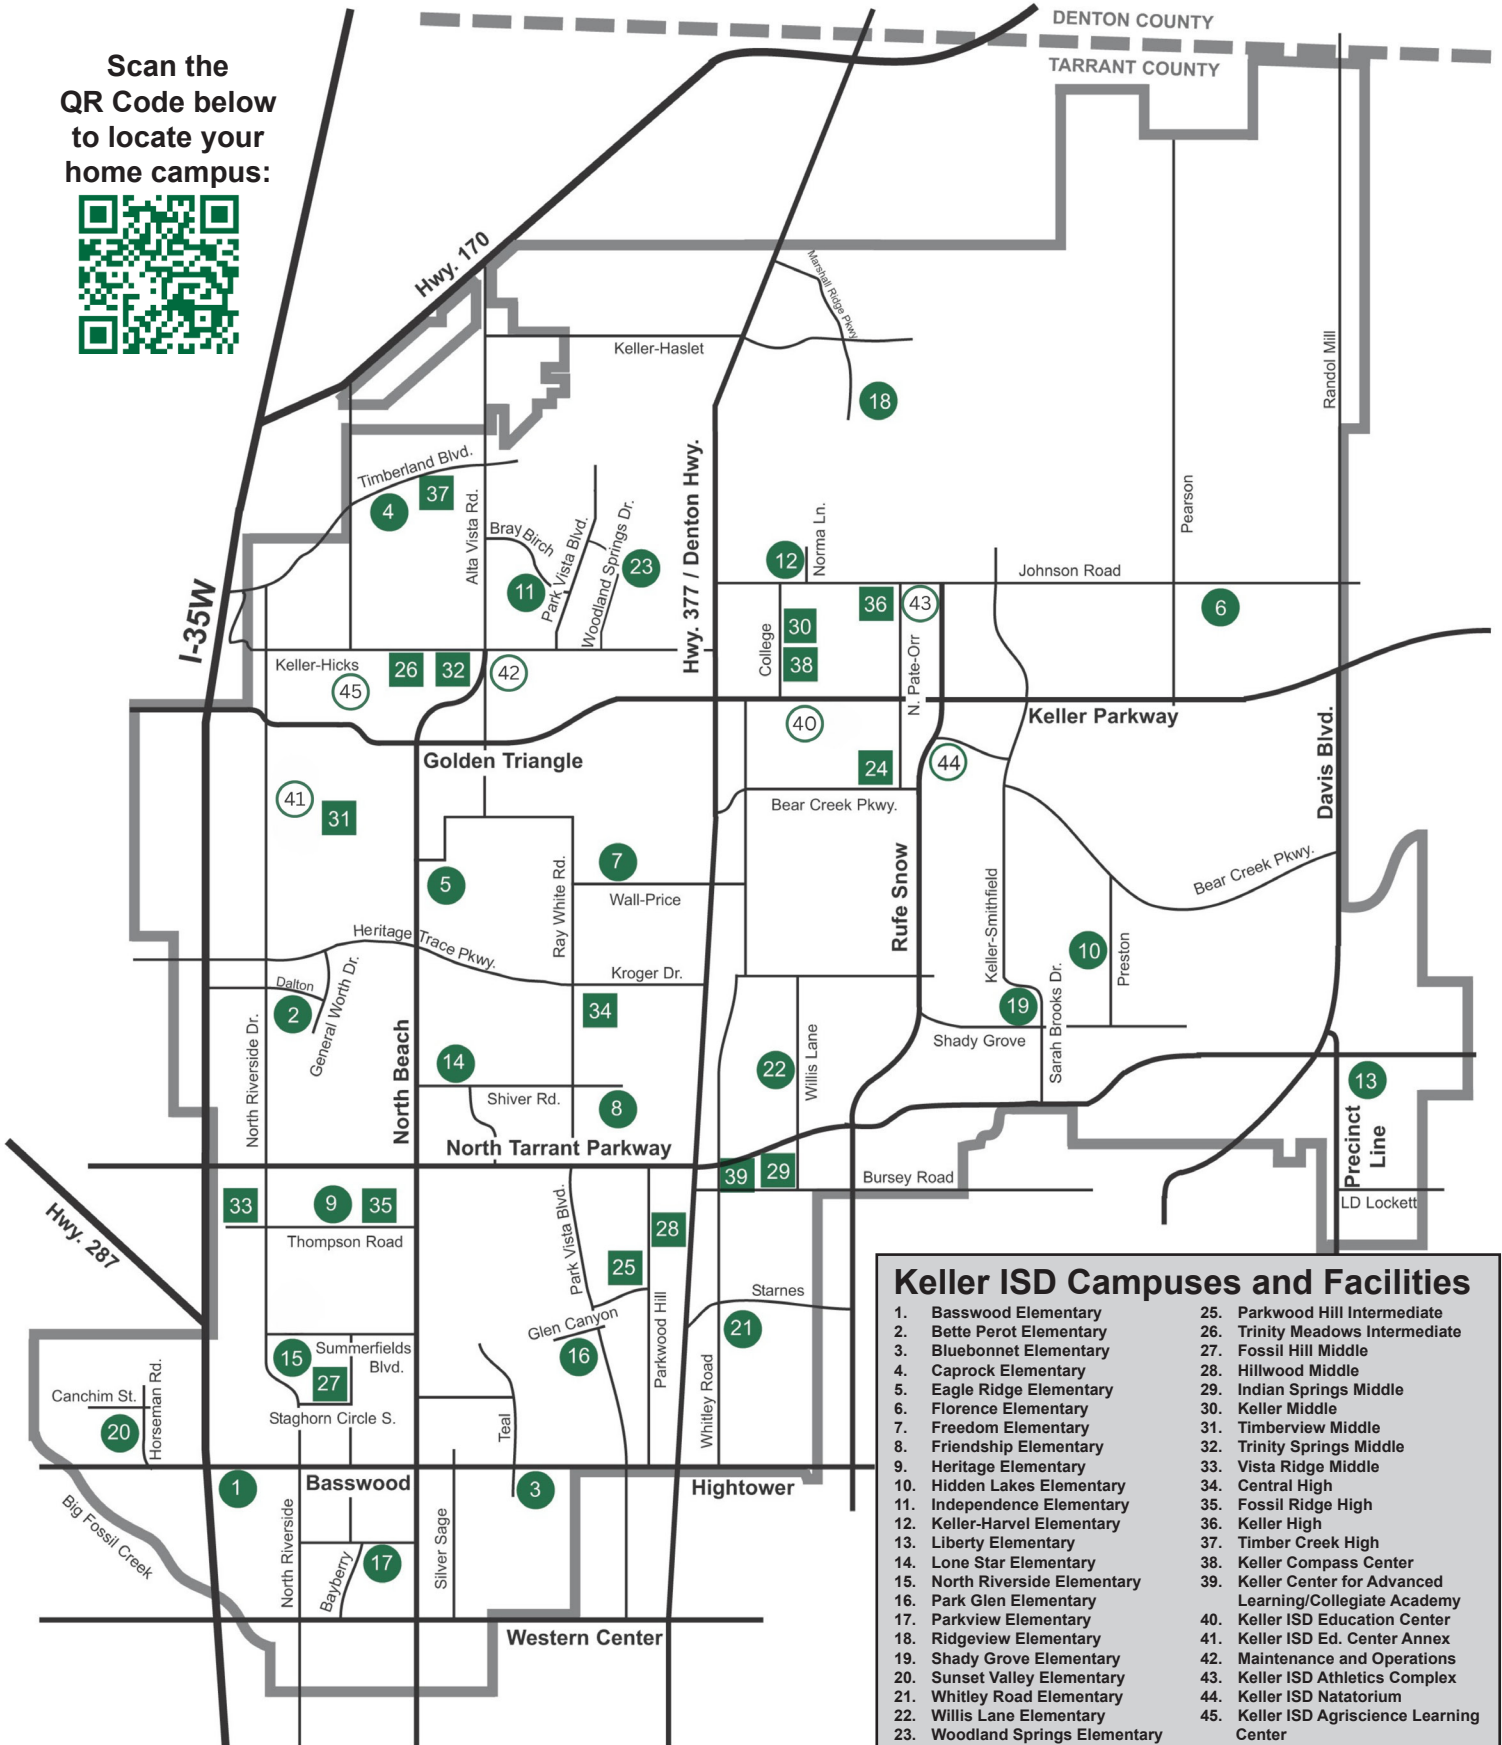 DENTON COUNTY
TARRANT COUNTY
Scan the
QR Code below
to locate your
home campus:
Hwy. 170
Marshall Ridge Pkwy
Keller-Haslet
Randol Mill
18
Timberland Blvd.
37
4
Alta Vista Rd.
Bray Birch
Park Vista Blvd.
Woodland Springs Dr.
23
11
Hwy. 377 / Denton Hwy.
Norma Ln.
12
Pearson
Johnson Road
I-35W
36
43
6
College
30
38
N. Pate-Orr
Keller-Hicks
26
32
42
45
40
Keller Parkway
Golden Triangle
24
44
Davis Blvd.
41
31
Bear Creek Pkwy.
7
5
Ray White Rd.
Wall-Price
Rufe Snow
Keller-Smithfield
Bear Creek Pkwy.
Heritage Trace Pkwy.
10
Preston
Kroger Dr.
Dalton
2
General Worth Dr.
34
19
Sarah Brooks Dr.
Shady Grove
North Riverside Dr.
North Beach
14
22
Willis Lane
13
Shiver Rd.
8
North Tarrant Parkway
Precinct
Line
39
29
Bursey Road
LD Lockett
Hwy. 287
33
9
35
Thompson Road
Park Vista Blvd.
28
25
Parkwood Hill
Starnes
21
Glen Canyon
16
Summerfields
Blvd.
15
27
Staghorn Circle S.
Canchim St.
20
Horseman Rd.
Teal
Whitley Road
Basswood
Hightower
1
3
Big Fossil Creek
North Riverside
Bayberry
17
Silver Sage
Western Center
Keller ISD Campuses and Facilities
1. Basswood Elementary
2. Bette Perot Elementary
3. Bluebonnet Elementary
4. Caprock Elementary
5. Eagle Ridge Elementary
6. Florence Elementary
7. Freedom Elementary
8. Friendship Elementary
9. Heritage Elementary
10. Hidden Lakes Elementary
11. Independence Elementary
12. Keller-Harvel Elementary
13. Liberty Elementary
14. Lone Star Elementary
15. North Riverside Elementary
16. Park Glen Elementary
17. Parkview Elementary
18. Ridgeview Elementary
19. Shady Grove Elementary
20. Sunset Valley Elementary
21. Whitley Road Elementary
22. Willis Lane Elementary
23. Woodland Springs Elementary
25. Parkwood Hill Intermediate
26. Trinity Meadows Intermediate
27. Fossil Hill Middle
28. Hillwood Middle
29. Indian Springs Middle
30. Keller Middle
31. Timberview Middle
32. Trinity Springs Middle
33. Vista Ridge Middle
34. Central High
35. Fossil Ridge High
36. Keller High
37. Timber Creek High
38. Keller Compass Center
39. Keller Center for Advanced
Learning/Collegiate Academy
40. Keller ISD Education Center
41. Keller ISD Ed. Center Annex
42. Maintenance and Operations
43. Keller ISD Athletics Complex
44. Keller ISD Natatorium
45. Keller ISD Agriscience Learning
Center